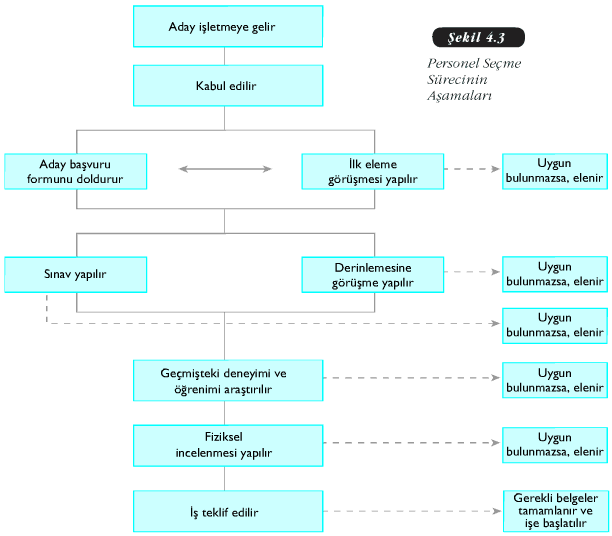 Aday işletmeye gelir
Şekil 4.3
Personel Seçme
Sürecinin
Aşamaları
Kabul edilir
Aday başvuru
formunu doldurur
İlk eleme
görüşmesi yapılır
Uygun
bulunmazsa, elenir
Sınav yapılır
Derinlemesine
görüşme yapılır
Uygun
bulunmazsa, elenir
Uygun
bulunmazsa, elenir
Geçmişteki deneyimi ve
öğrenimi araştırılır
Uygun
bulunmazsa, elenir
Fiziksel
incelenmesi yapılır
Uygun
bulunmazsa, elenir
İş teklif edilir
Gerekli belgeler
tamamlanır ve
işe başlatılır